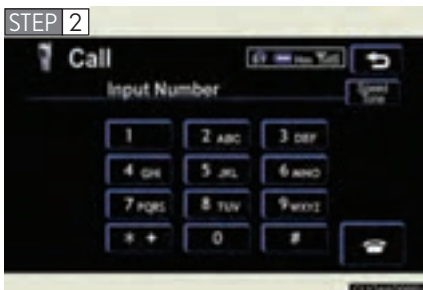 STEP 2
Call
Input Number
1
2 ABC
3 DEF
4 GHI
5 JKL
6 MNO
7 PQRS
8 TUV
9 WXYZ
* +
0
#